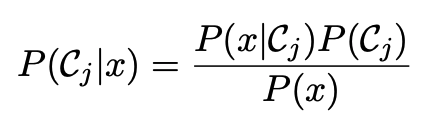 P(𝒞ⱼ|x) = P(x|𝒞ⱼ)P(𝒞ⱼ) / P(x)